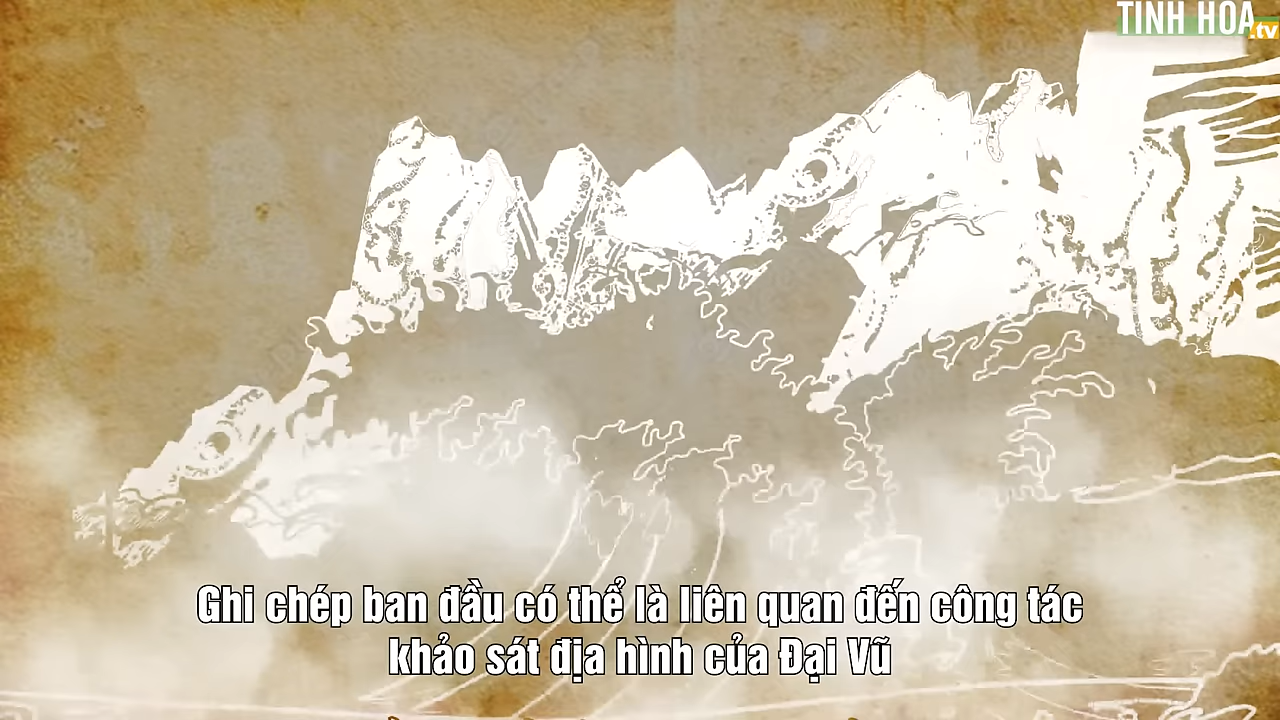 TINH HOA.tv
Ghi chép ban đầu có thể là liên quan đến công tác
khảo sát địa hình của Đại Vũ